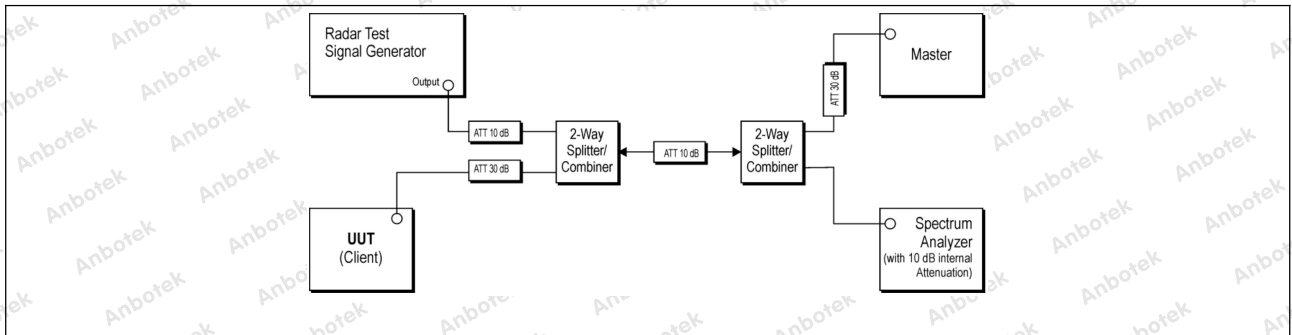 Radar Test
Signal Generator
Output
Master
ATT 30 dB
ATT 10 dB
2-Way
Splitter/
Combiner
ATT 10 dB
2-Way
Splitter/
Combiner
ATT 30 dB
UUT
(Client)
Spectrum
Analyzer
(with 10 dB internal
Attenuation)
Anbotek